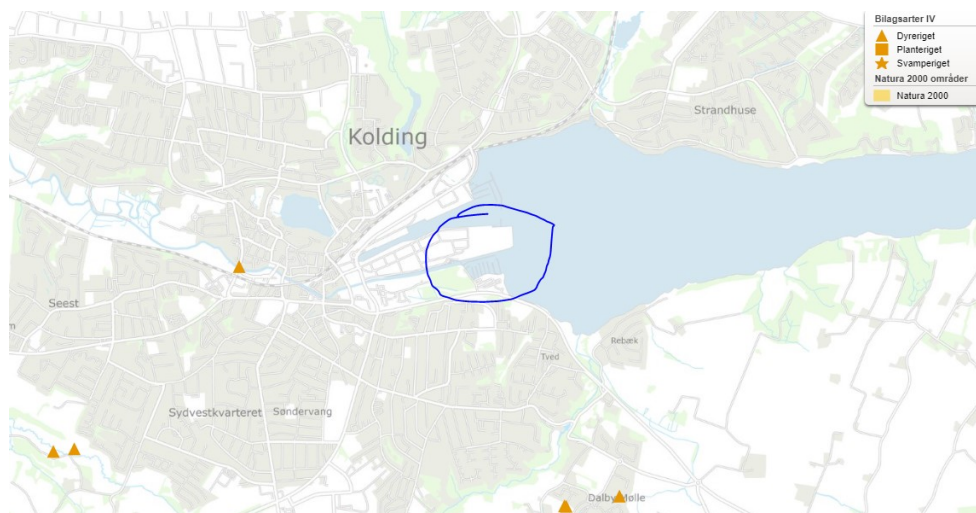 Bilagsarter IV
Dyreriget
Planteriget
Svamperiget
Natura 2000 områder
Natura 2000
Strandhuse
Kolding
Seest
m
Rebæk
Tved
Sydvestkvarteret
Søndervang
Dalby Mølle